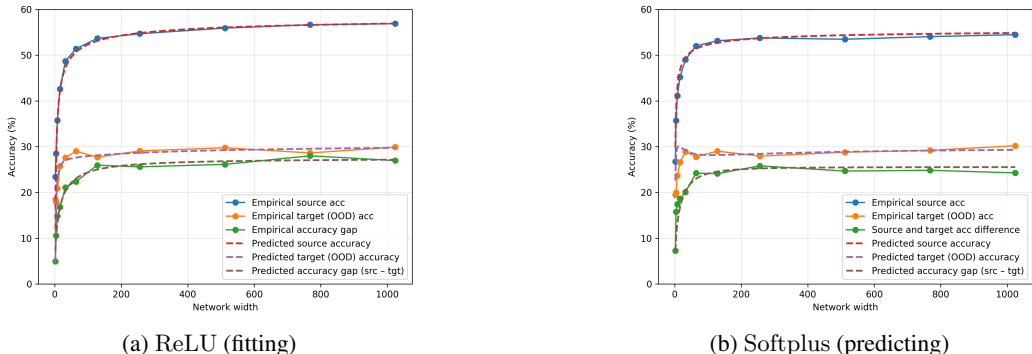 60
50
40
30
20
10
0
Accuracy (%)
0 200 400 600 800 1000
Network width
Empirical source acc
Empirical target (OOD) acc
Empirical accuracy gap
Predicted source accuracy
Predicted target (OOD) accuracy
Predicted accuracy gap (src – tgt)
(a) ReLU (fitting)
60
50
40
30
20
10
0
Accuracy (%)
0 200 400 600 800 1000
Network width
Empirical source acc
Empirical target (OOD) acc
Source and target acc difference
Predicted source accuracy
Predicted target (OOD) accuracy
Predicted accuracy gap (src – tgt)
(b) Softplus (predicting)